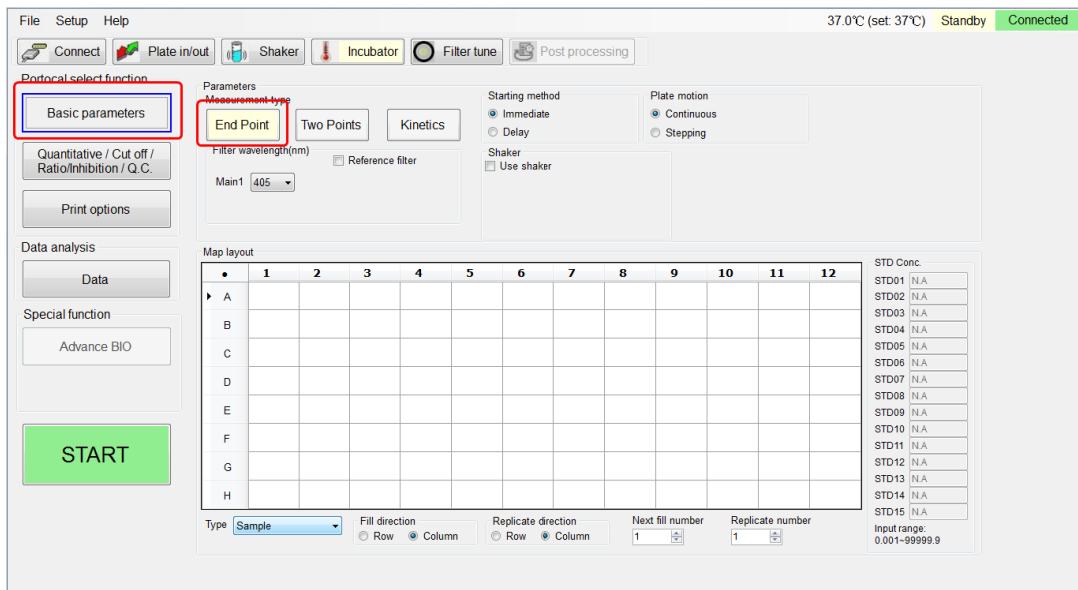 File Setup Help 37.0℃ (set: 37℃) Standby Connected
Connect Plate in/out Shaker Incubator Filter tune Post processing
Portocal select function
Basic parameters
Quantitative / Cut off /
Ratio/Inhibition / Q.C.
Print options
Data analysis
Data
Special function
Advance BIO
START
Parameters
Measurement type
End Point Two Points Kinetics
Filter wavelength(nm)
Reference filter
Main1 405
Starting method
Immediate
Delay
Shaker
Use shaker
Plate motion
Continuous
Stepping
Map layout
1 2 3 4 5 6 7 8 9 10 11 12
A
B
C
D
E
F
G
H
Type Sample
Fill direction
Row Column
Replicate direction
Row Column
Next fill number
1
Replicate number
1
STD Conc.
STD01 N.A
STD02 N.A
STD03 N.A
STD04 N.A
STD05 N.A
STD06 N.A
STD07 N.A
STD08 N.A
STD09 N.A
STD10 N.A
STD11 N.A
STD12 N.A
STD13 N.A
STD14 N.A
STD15 N.A
Input range:
0.001~99999.9